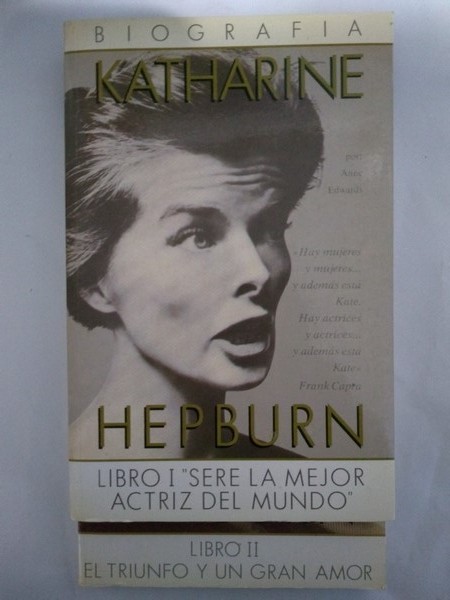 BIOGRAFIA
KATHARINE
por:
Anne
Edwards
«Hay mujeres
y mujeres...
y además está
Kate.
Hay actrices
y actrices...
y además está
Kate»
Frank Capra
HEPBURN
LIBRO I "SERE LA MEJOR
ACTRIZ DEL MUNDO"
LIBRO II
EL TRIUNFO Y UN GRAN AMOR